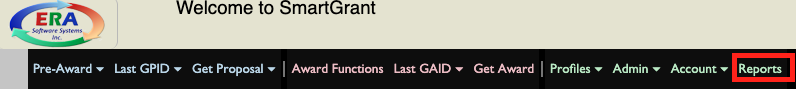 Welcome to SmartGrant
ERA
Software Systems
Inc.
Pre-Award Last GPID Get Proposal | Award Functions Last GAID Get Award | Profiles Admin Account Reports